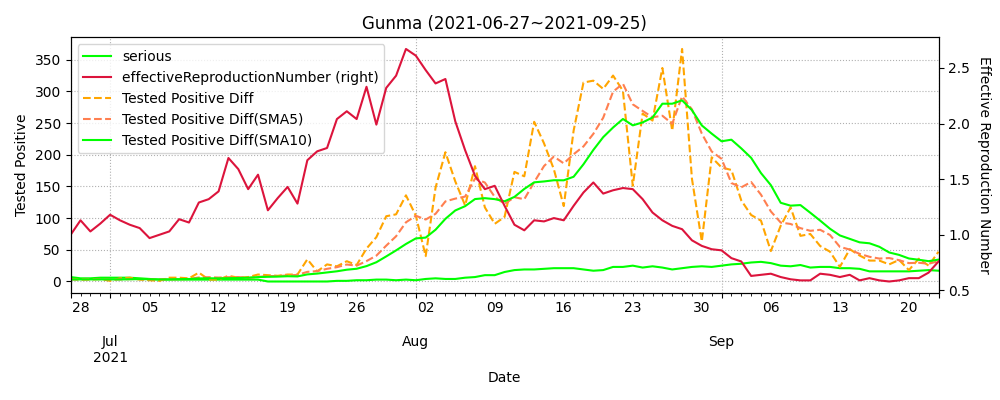 Gunma (2021-06-27~2021-09-25)
serious
effectiveReproductionNumber (right)
Tested Positive Diff
Tested Positive Diff(SMA5)
Tested Positive Diff(SMA10)
Tested Positive
350
300
250
200
150
100
50
0
Effective Reproduction Number
2.5
2.0
1.5
1.0
0.5
28 05 12 19 26 02 09 16 23 30 06 13 20
Jul Aug Sep
2021
Date